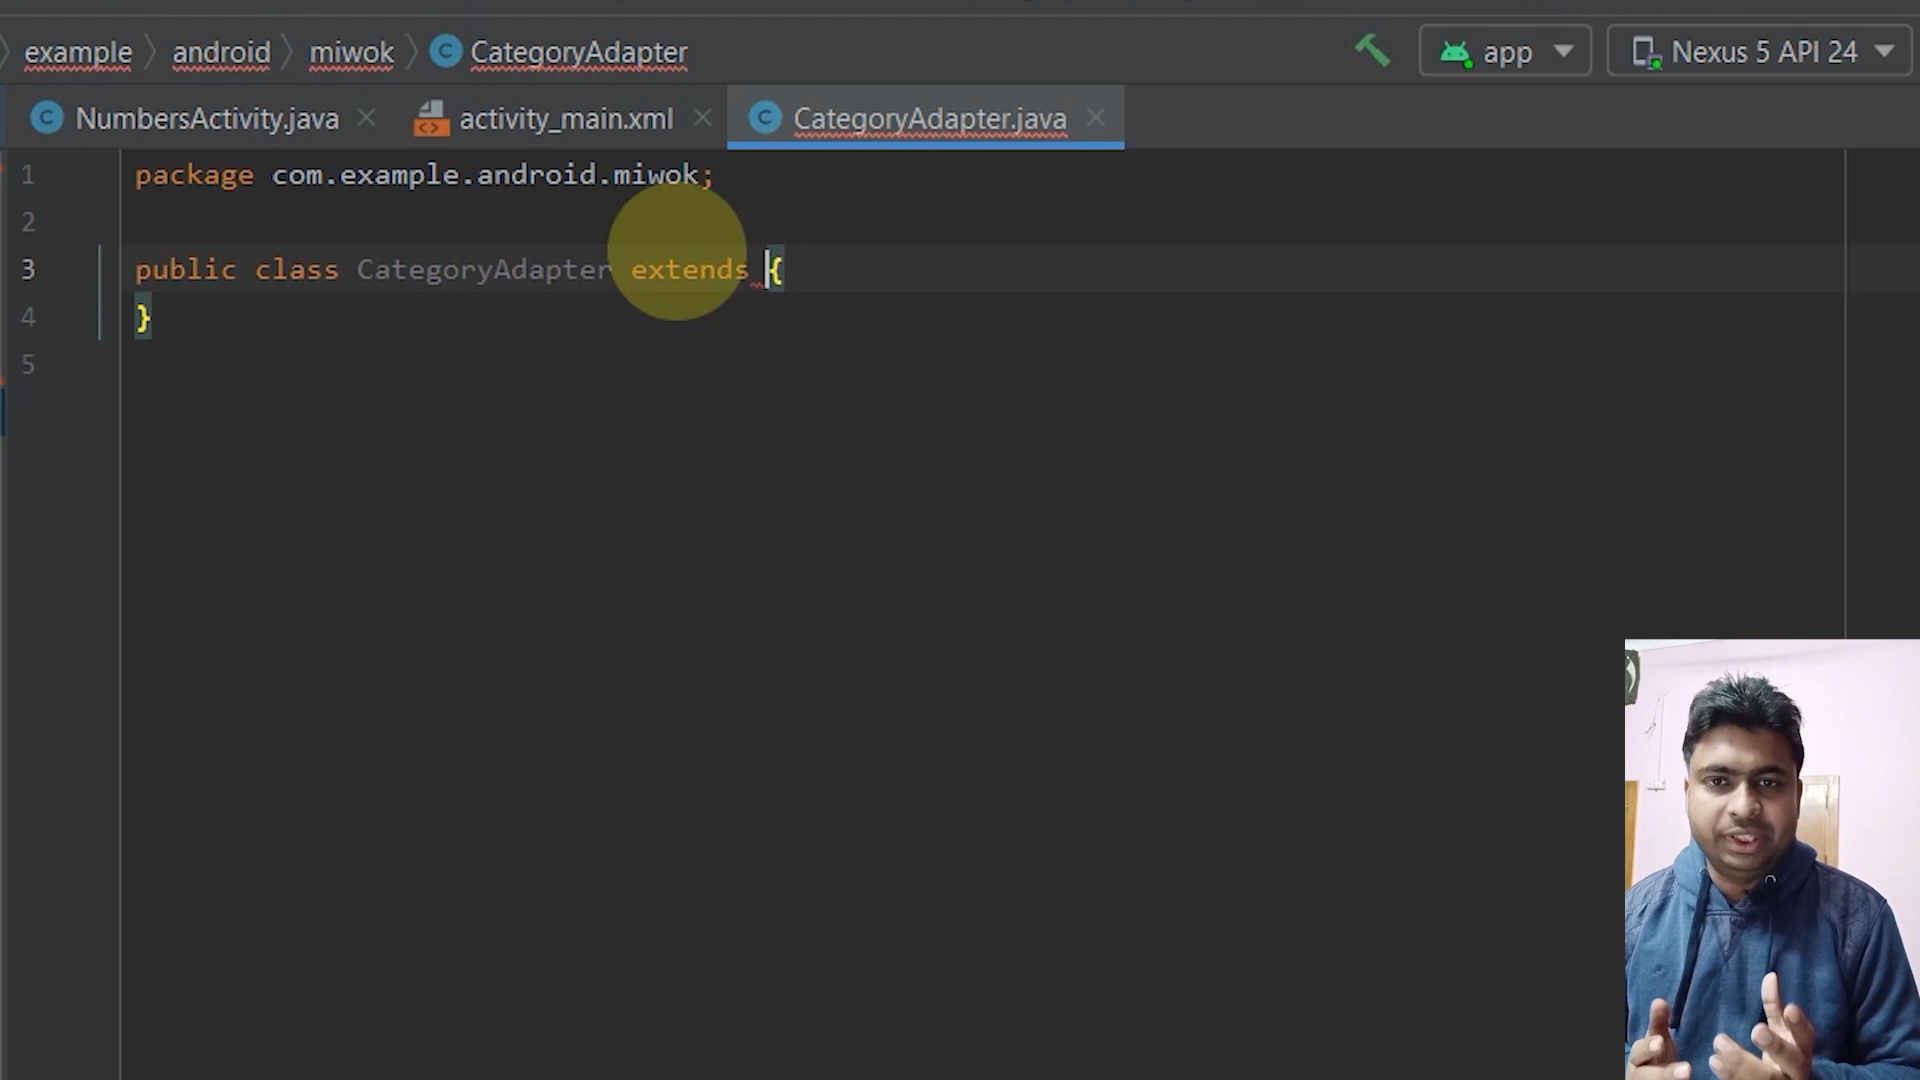 example android miwok C CategoryAdapter app Nexus 5 API 24
C NumbersActivity.java activity_main.xml C CategoryAdapter.java
1 package com.example.android.miwok;
2
3 public class CategoryAdapter extends {
4 }
5